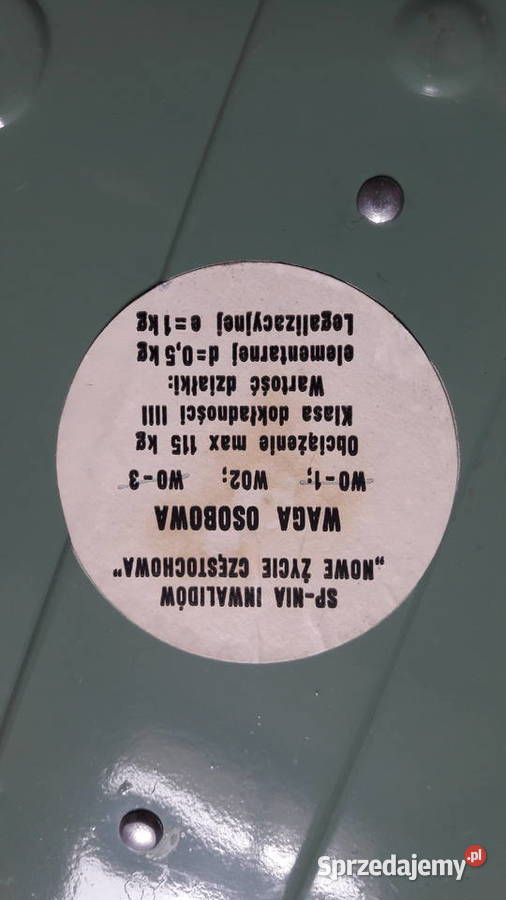 SP-NIA INWALIDÓW
„NOWE ŻYCIE CZĘSTOCHOWA"
WAGA OSOBOWA
WO-1; WO2; WO-3
Obciążenie max 115 kg
Klasa dokładności IIII
Wartość działki:
elementarnej d=0,5 kg
Legalizacyjnej e=1 kg
Sprzedajemy.pl